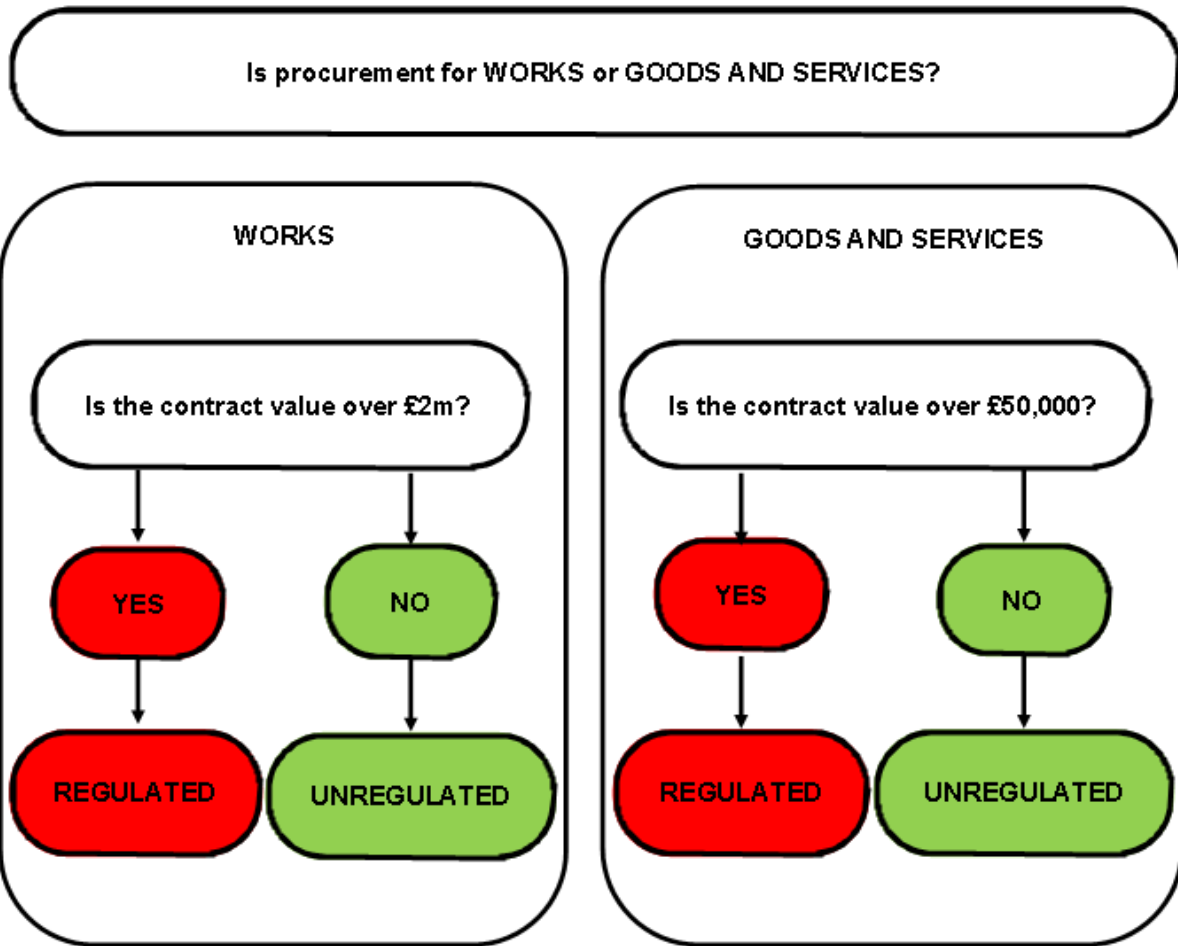 Is procurement for WORKS or GOODS AND SERVICES?
WORKS
Is the contract value over £2m?
YES
NO
REGULATED
UNREGULATED
GOODS AND SERVICES
Is the contract value over £50,000?
YES
NO
REGULATED
UNREGULATED